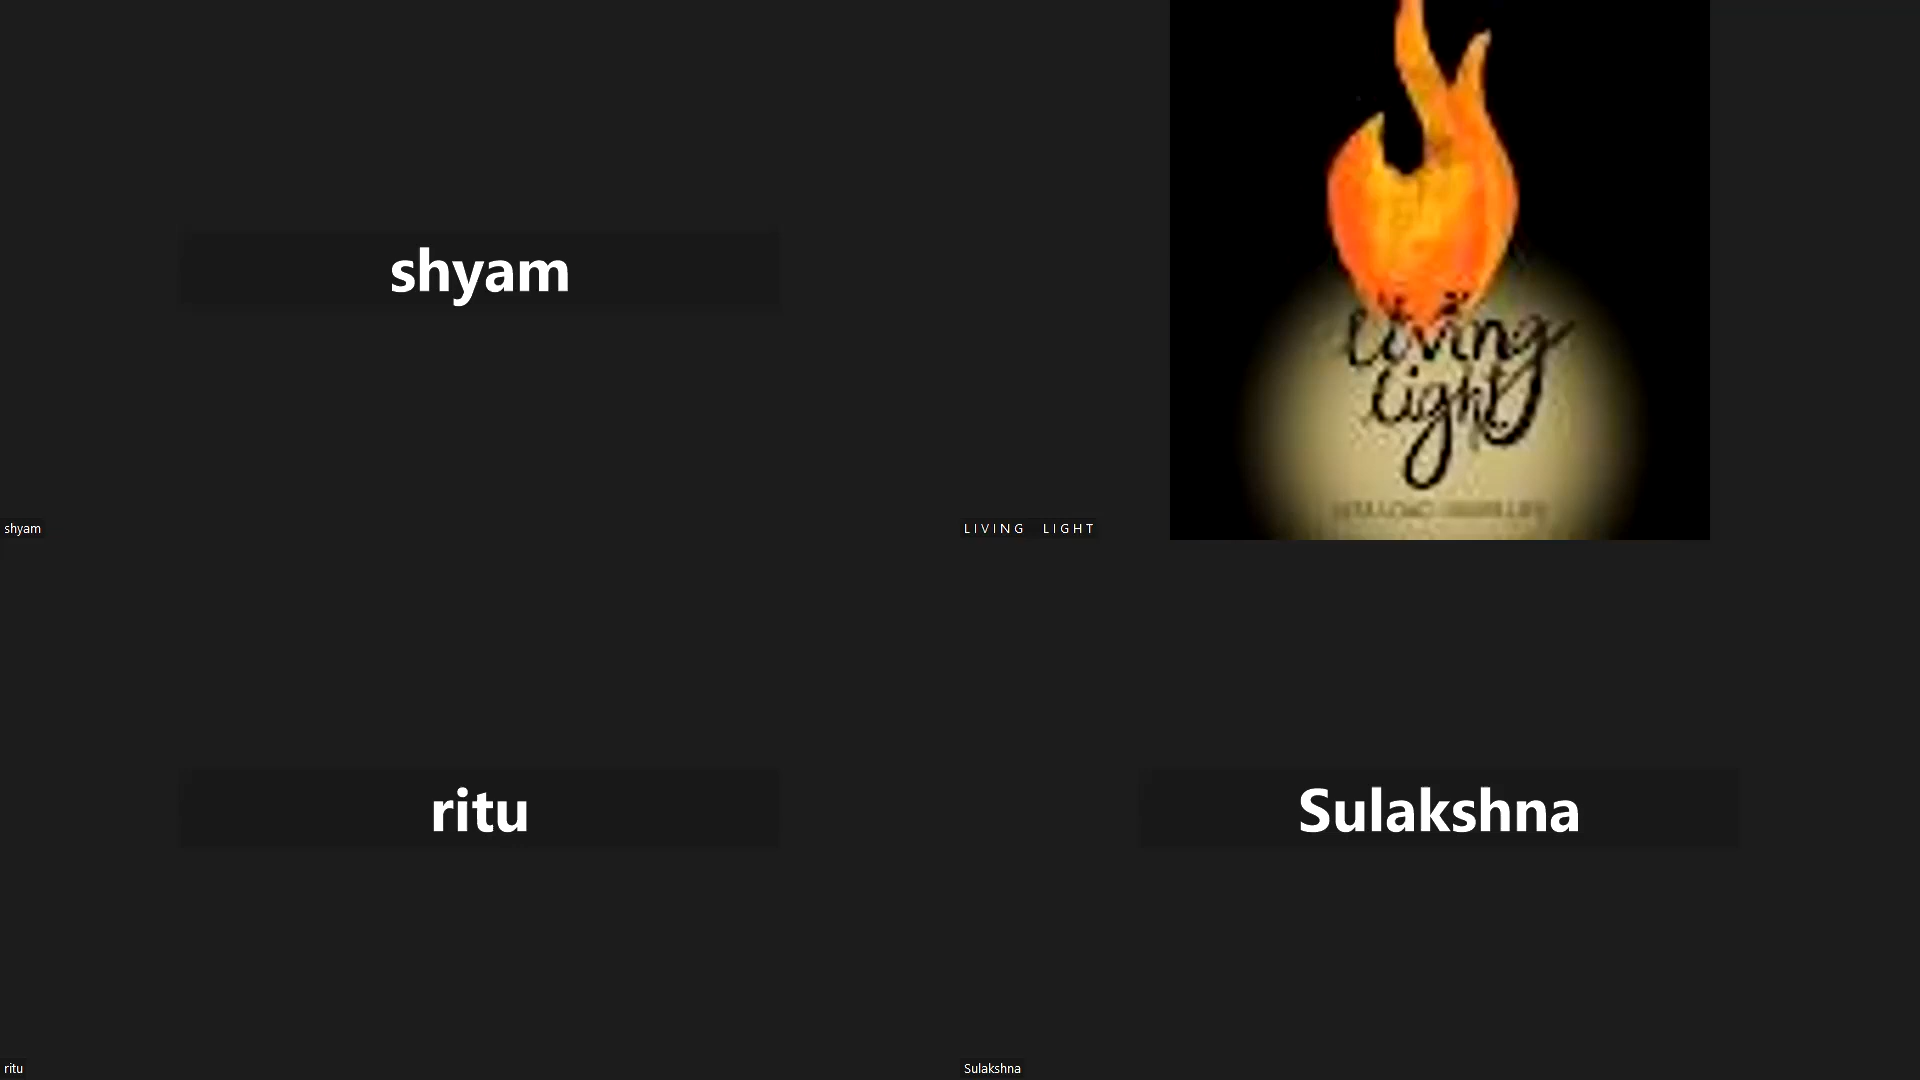 shyam
Living
Light
shyam
LIVING LIGHT
ritu
Sulakshna
ritu
Sulakshna